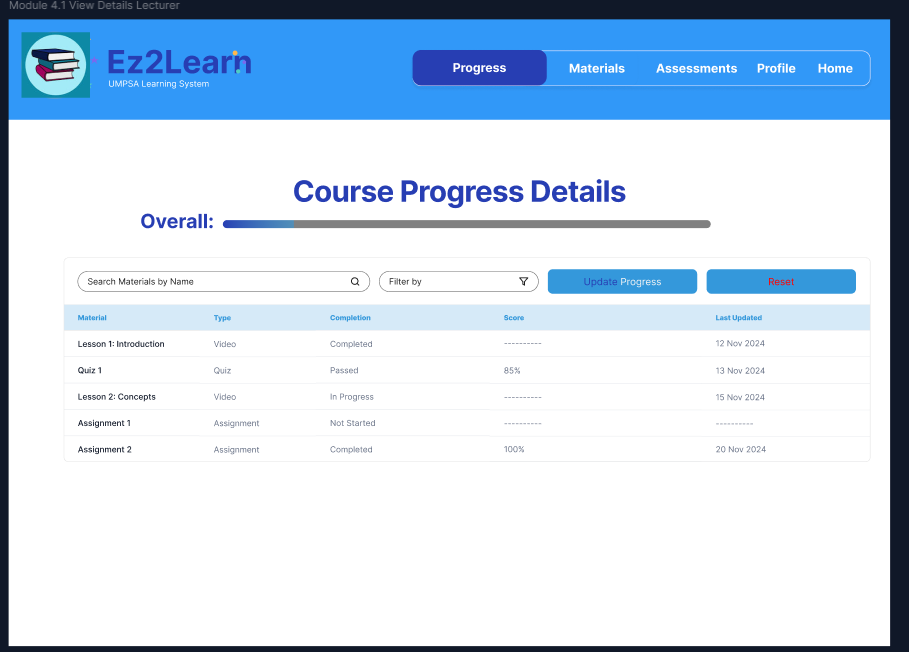 Module 4.1 View Details Lecturer
Ez2Learn
UMPSA Learning System
Progress Materials Assessments Profile Home
Course Progress Details
Overall:
Search Materials by Name Filter by Update Progress Reset
Material Type Completion Score Last Updated
Lesson 1: Introduction Video Completed ---------- 12 Nov 2024
Quiz 1 Quiz Passed 85% 13 Nov 2024
Lesson 2: Concepts Video In Progress ---------- 15 Nov 2024
Assignment 1 Assignment Not Started ---------- ----------
Assignment 2 Assignment Completed 100% 20 Nov 2024